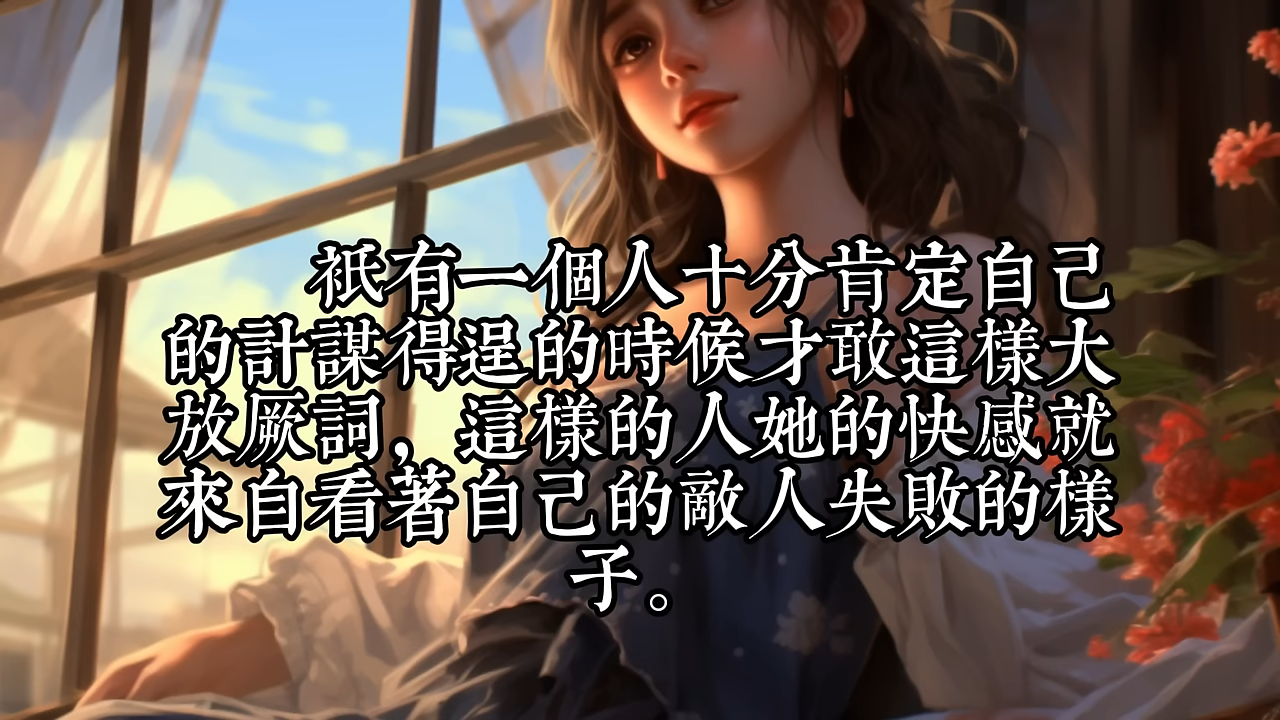 祇有一個人十分肯定自己
的計謀得逞的時候才敢這樣大
放厥詞，這樣的人她的快感就
來自看著自己的敵人失敗的樣
子。